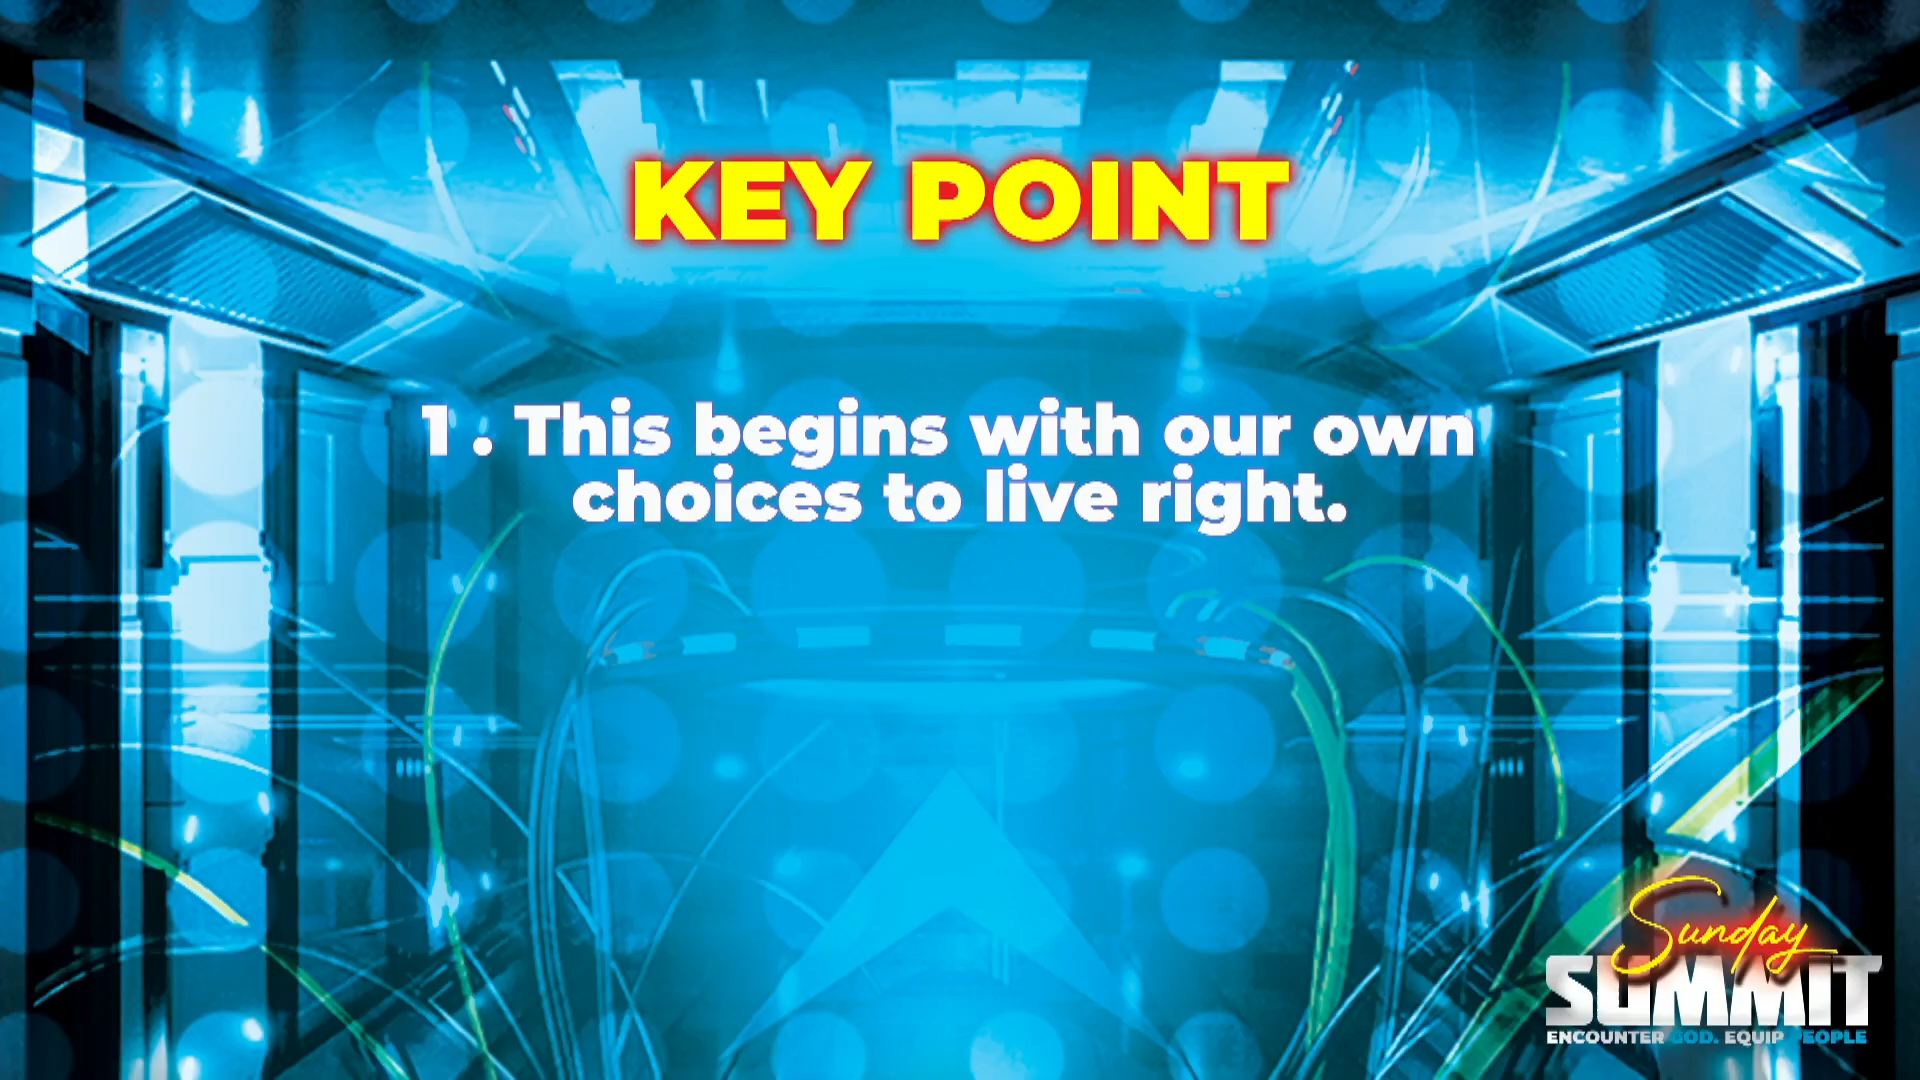 KEY POINT
1 . This begins with our own
choices to live right.
Sunday
SUMMIT
ENCOUNTER GOD. EQUIP PEOPLE